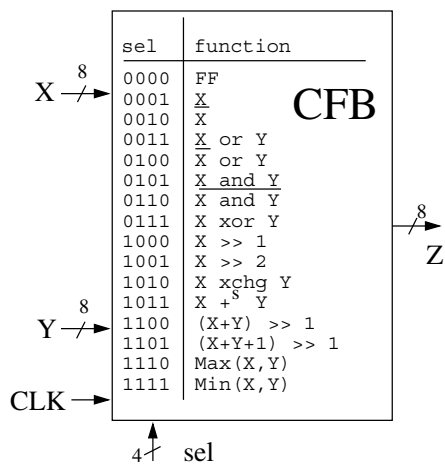 sel function
0000 FF
0001 X
0010 X
0011 X or Y
0100 X or Y
0101 X and Y
0110 X and Y
0111 X xor Y
1000 X >> 1
1001 X >> 2
1010 X xchg Y
1011 X +s Y
1100 (X+Y) >> 1
1101 (X+Y+1) >> 1
1110 Max(X,Y)
1111 Min(X,Y)
CFB
8
X
8
Y
CLK
8
Z
4 sel